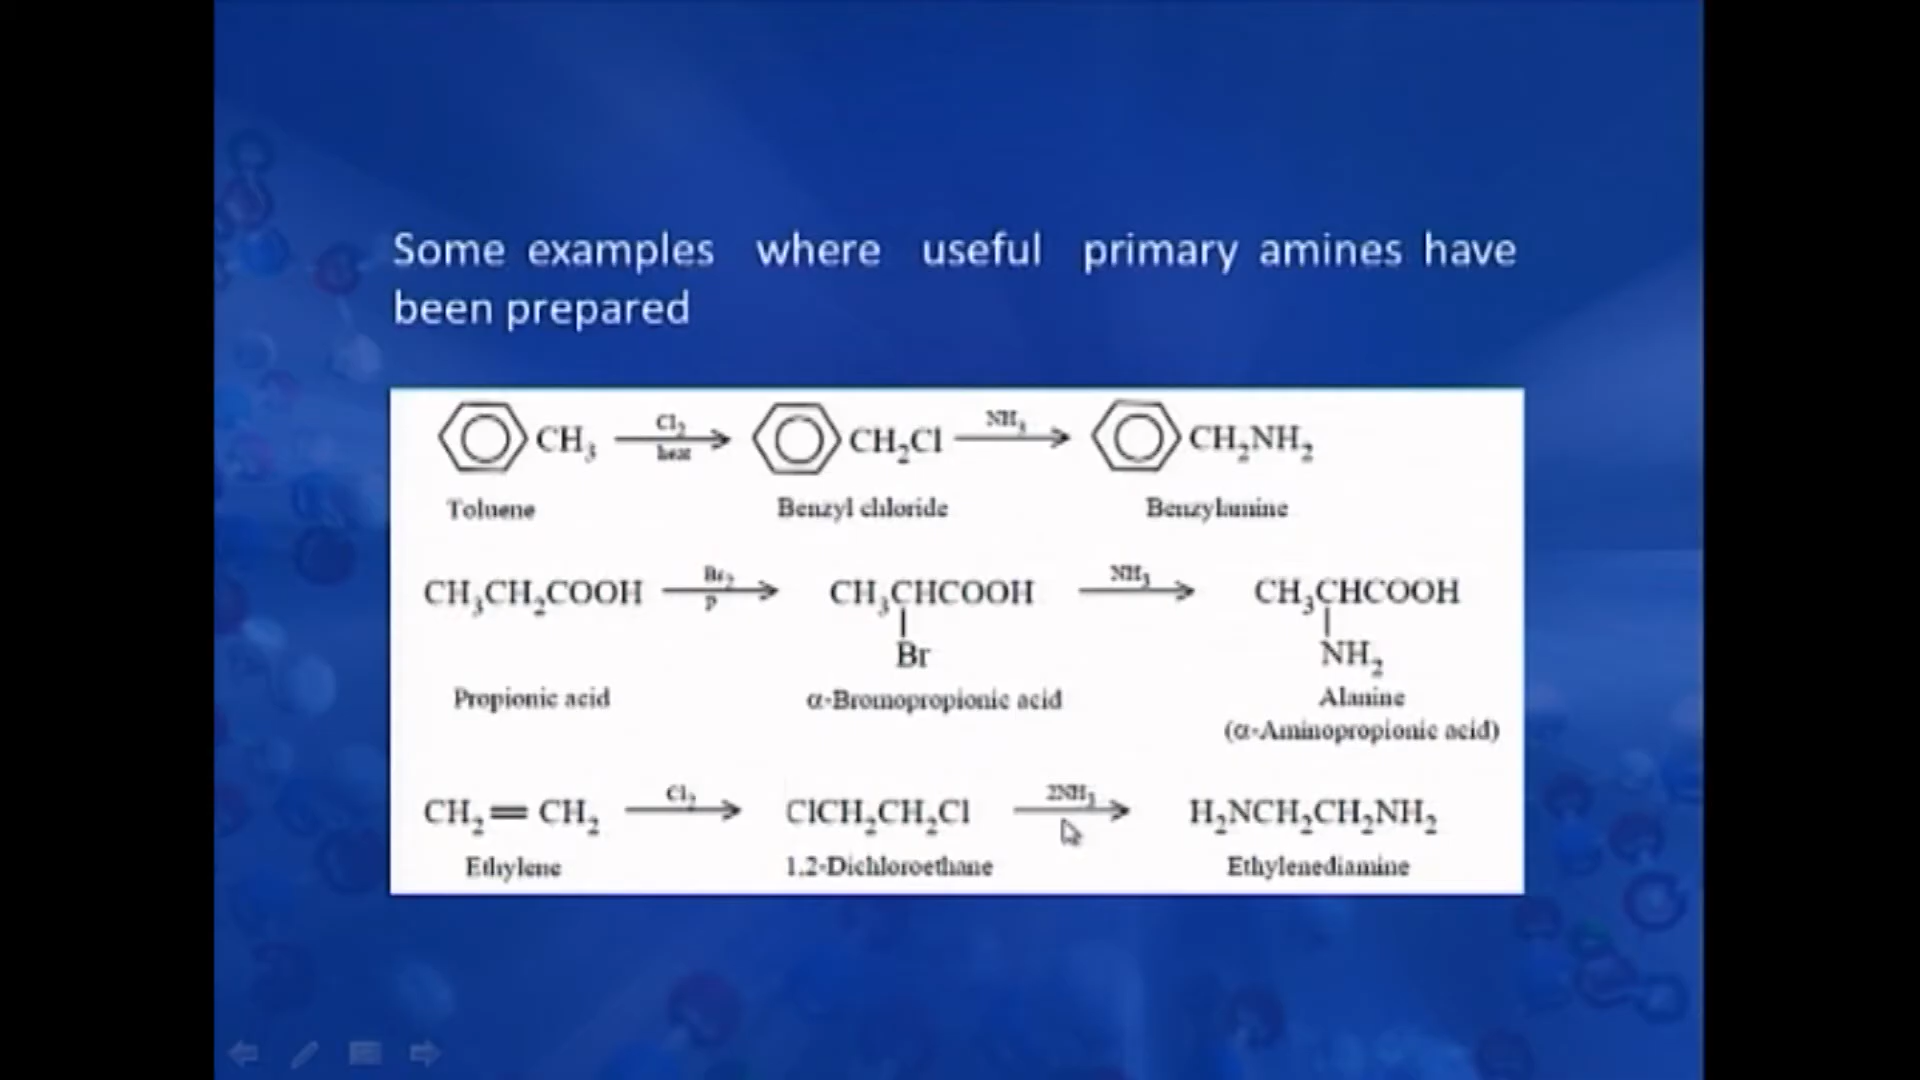 Some examples where useful primary amines have
been prepared
CH₃ Cl₂ heat CH₂Cl NH₃ CH₂NH₂
Toluene Benzyl chloride Benzylamine
CH₃CH₂COOH Br₂ P CH₃CHCOOH NH₃ CH₃CHCOOH
Br NH₂
Propionic acid α-Bromopropionic acid Alanine
(α-Aminopropionic acid)
CH₂=CH₂ Cl₂ ClCH₂CH₂Cl 2NH₃ H₂NCH₂CH₂NH₂
Ethylene 1.2-Dichloroethane Ethylenediamine